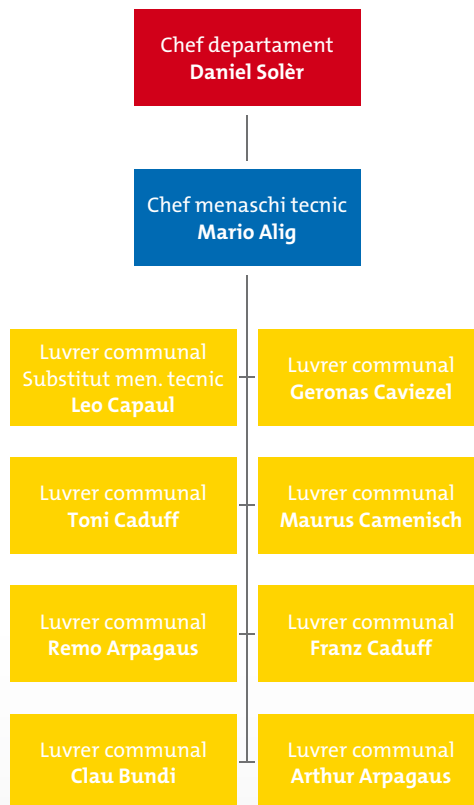 Chef departament
Daniel Solèr
Chef menaschi tecnic
Mario Alig
Luvrer communal
Substitut men. tecnic
Leo Capaul
Luvrer communal
Geronas Caviezel
Luvrer communal
Toni Caduff
Luvrer communal
Maurus Camenisch
Luvrer communal
Remo Arpagaus
Luvrer communal
Franz Caduff
Luvrer communal
Clau Bundi
Luvrer communal
Arthur Arpagaus